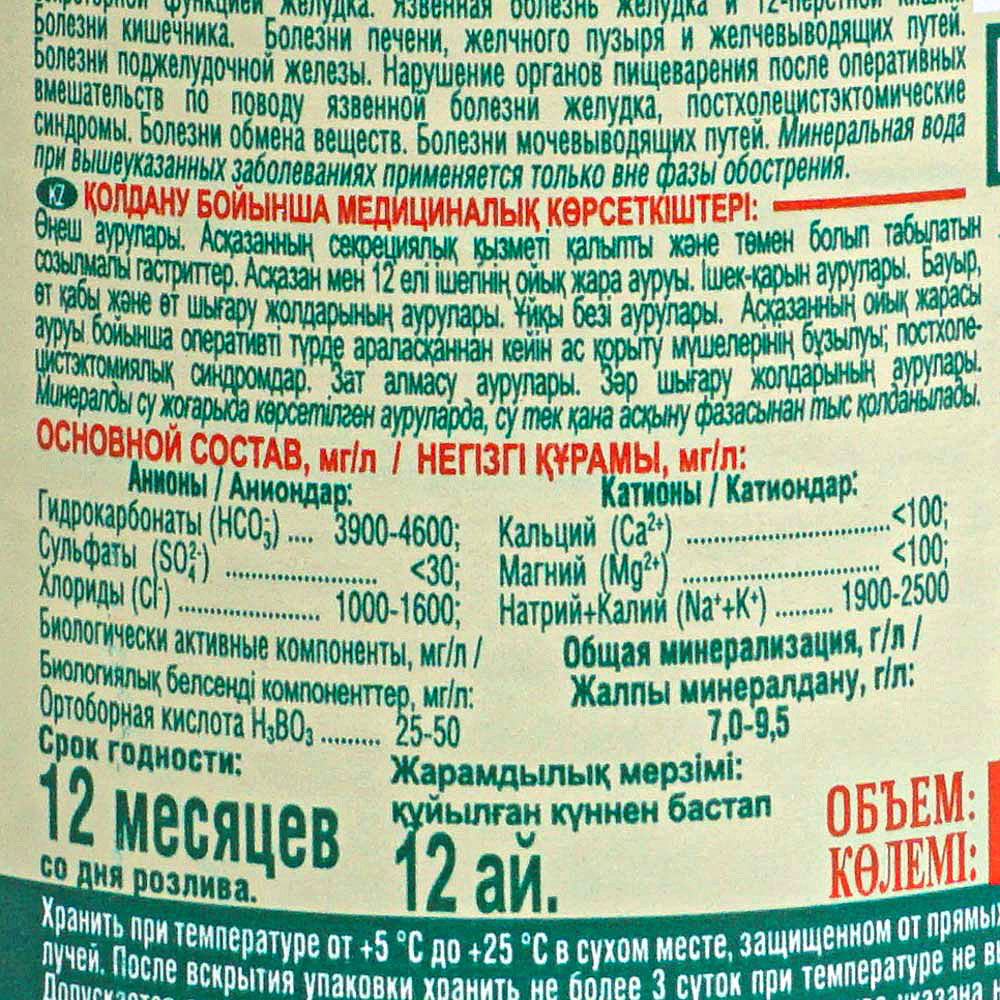 функцией желудка. Язвенная болезнь желудка и 12-перстной
Болезни кишечника. Болезни печени, желчного пузыря и желчевыводящих путей.
Болезни поджелудочной железы. Нарушение органов пищеварения после оперативных
вмешательств по поводу язвенной болезни желудка, постхолецистэктомические
синдромы. Болезни обмена веществ. Болезни мочевыводящих путей. Минеральная вода
при вышеуказанных заболеваниях применяется только вне фазы обострения.
KZ ҚОЛДАНУ БОЙЫНША МЕДИЦИНАЛЫҚ КӨРСЕТКІШТЕРІ:
Өңеш аурулары. Асқазанның секрециялық қызметі қалыпты және төмен болып табылатын
созылмалы гастриттер. Асқазан мен 12 елі ішегінің ойық жара ауруы. Ішек-қарын аурулары. Бауыр,
өт қабы және өт шығару жолдарының аурулары. Ұйқы безі аурулары. Асқазанның ойық жарасы
ауруы бойынша оперативті түрде араласқаннан кейін ас қорыту мүшелерінің бұзылуы; постхоле-
цистэктомиялық синдромдар. Зат алмасу аурулары. Зәр шығару жолдарының аурулары.
Минералды су жоғарыда көрсетілген ауруларда, су тек қана асқыну фазасынан тыс қолданылады.
ОСНОВНОЙ СОСТАВ, мг/л / НЕГІЗГІ ҚҰРАМЫ, мг/л:
Анионы / Аниондар:
Гидрокарбонаты (HCO₃⁻) .... 3900-4600;
Сульфаты (SO₄²⁻) .................. <30;
Хлориды (Cl⁻) ................. 1000-1600;
Биологически активные компоненты, мг/л /
Биологиялық белсенді компоненттер, мг/л:
Ортоборная кислота H₃BO₃ ......... 25-50
Катионы / Катиондар:
Кальций (Ca²⁺) ........................ <100;
Магний (Mg²⁺) ........................ <100;
Натрий+Калий (Na⁺+K⁺) ......... 1900-2500
Общая минерализация, г/л /
Жалпы минералдану, г/л:
7,0-9,5
Срок годности:
12 месяцев
со дня розлива.
Жарамдылық мерзімі:
құйылған күннен бастап
12 ай.
ОБЪЕМ:
КӨЛЕМІ:
Хранить при температуре от +5 °C до +25 °C в сухом месте, защищенном от
лучей. После вскрытия упаковки хранить не более 3 суток при температуре не